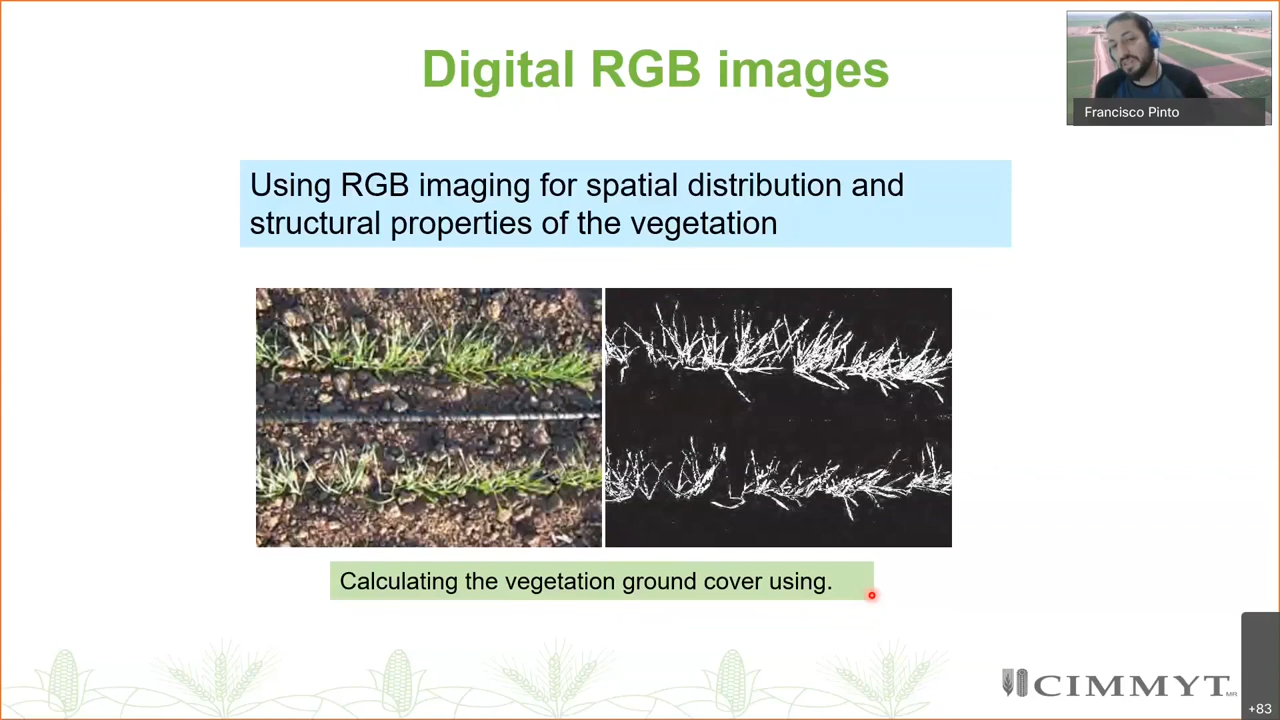 Digital RGB images
Francisco Pinto
Using RGB imaging for spatial distribution and
structural properties of the vegetation
Calculating the vegetation ground cover using.
CIMMYT
MR
+83